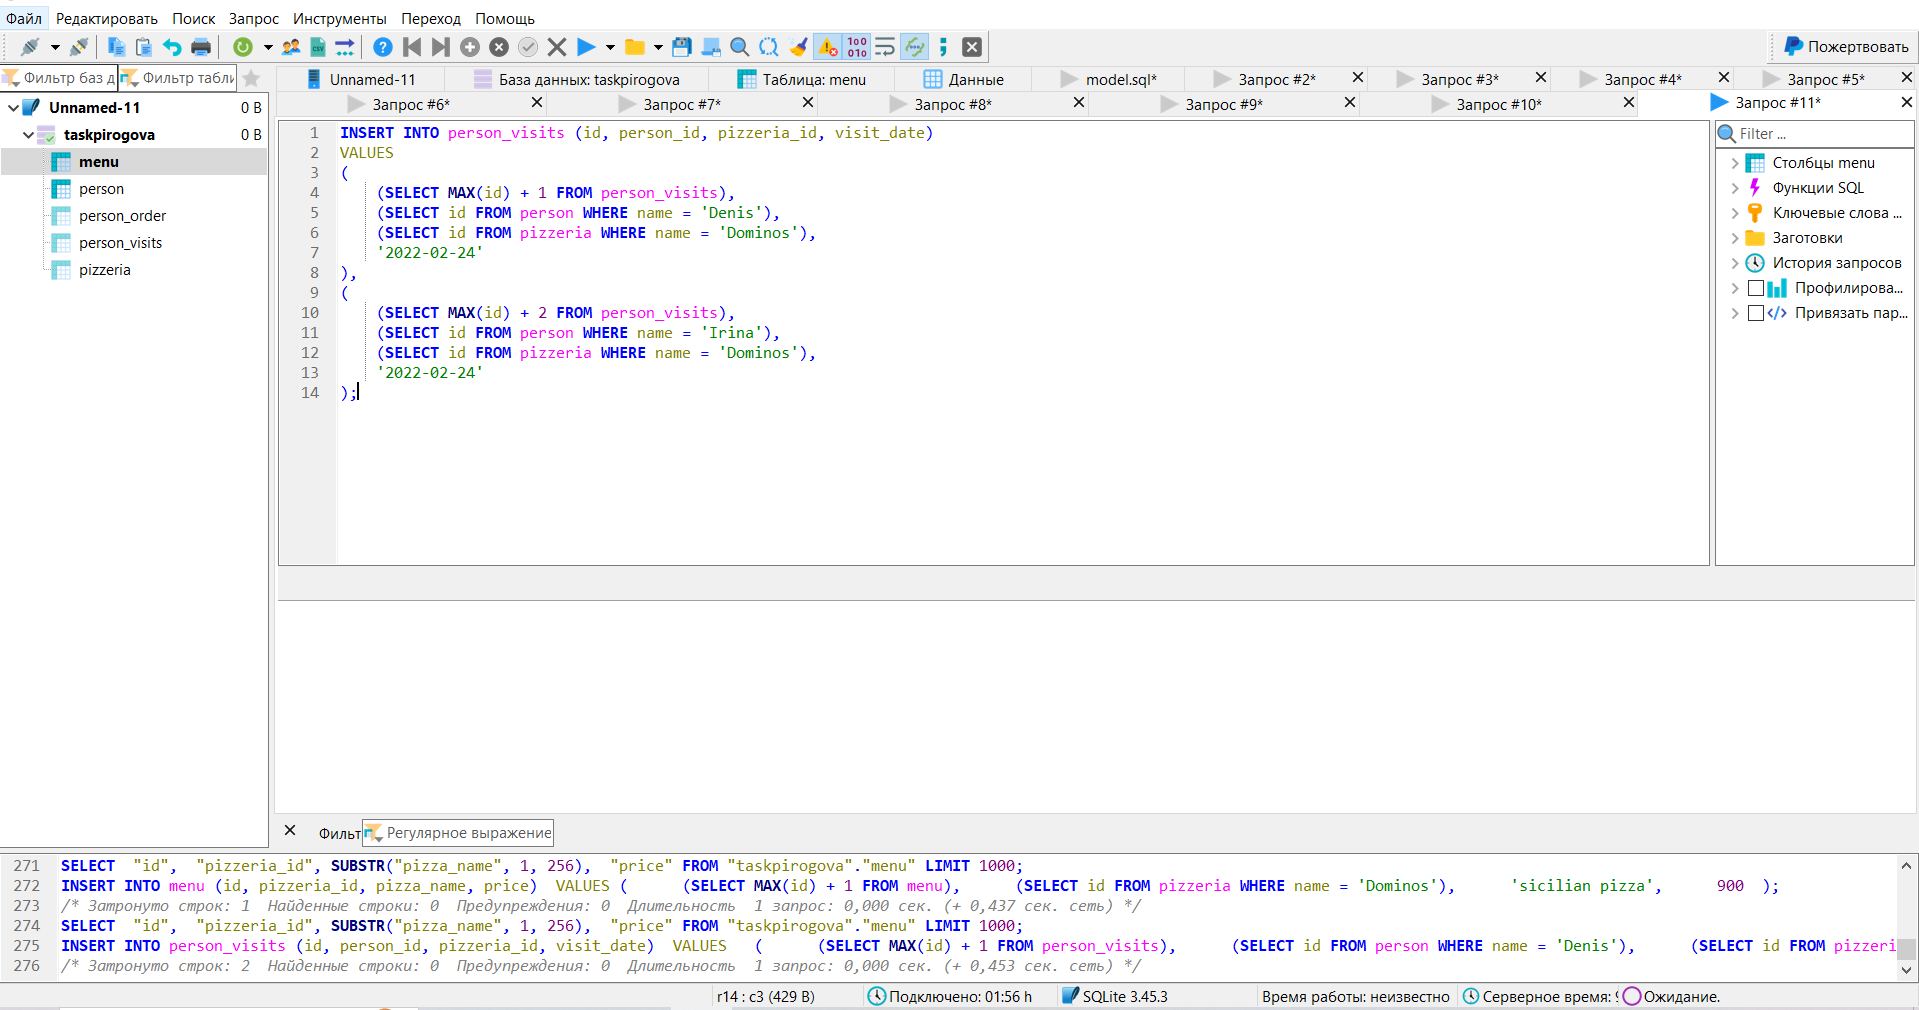 Файл Редактировать Поиск Запрос Инструменты Переход Помощь
Пожертвовать
Фильтр баз д Фильтр табли
Unnamed-11 База данных: taskpirogova Таблица: menu Данные model.sql* Запрос #2* Запрос #3* Запрос #4* Запрос #5*
Запрос #6* Запрос #7* Запрос #8* Запрос #9* Запрос #10* Запрос #11*
Unnamed-11 0 B
taskpirogova 0 B
menu
person
person_order
person_visits
pizzeria
1 INSERT INTO person_visits (id, person_id, pizzeria_id, visit_date)
2 VALUES
3 (
4 (SELECT MAX(id) + 1 FROM person_visits),
5 (SELECT id FROM person WHERE name = 'Denis'),
6 (SELECT id FROM pizzeria WHERE name = 'Dominos'),
7 '2022-02-24'
8 ),
9 (
10 (SELECT MAX(id) + 2 FROM person_visits),
11 (SELECT id FROM person WHERE name = 'Irina'),
12 (SELECT id FROM pizzeria WHERE name = 'Dominos'),
13 '2022-02-24'
14 );
Filter ...
Столбцы menu
Функции SQL
Ключевые слова ...
Заготовки
История запросов
Профилирова...
Привязать пар...
Фильт Регулярное выражение
271 SELECT "id", "pizzeria_id", SUBSTR("pizza_name", 1, 256), "price" FROM "taskpirogova"."menu" LIMIT 1000;
272 INSERT INTO menu (id, pizzeria_id, pizza_name, price) VALUES ( (SELECT MAX(id) + 1 FROM menu), (SELECT id FROM pizzeria WHERE name = 'Dominos'), 'sicilian pizza', 900 );
273 /* Затронуто строк: 1 Найденные строки: 0 Предупреждения: 0 Длительность 1 запрос: 0,000 сек. (+ 0,437 сек. сеть) */
274 SELECT "id", "pizzeria_id", SUBSTR("pizza_name", 1, 256), "price" FROM "taskpirogova"."menu" LIMIT 1000;
275 INSERT INTO person_visits (id, person_id, pizzeria_id, visit_date) VALUES ( (SELECT MAX(id) + 1 FROM person_visits), (SELECT id FROM person WHERE name = 'Denis'), (SELECT id FROM pizzeri
276 /* Затронуто строк: 2 Найденные строки: 0 Предупреждения: 0 Длительность 1 запрос: 0,000 сек. (+ 0,453 сек. сеть) */
r14 : c3 (429 B) Подключено: 01:56 h SQLite 3.45.3 Время работы: неизвестно Серверное время: Ожидание.